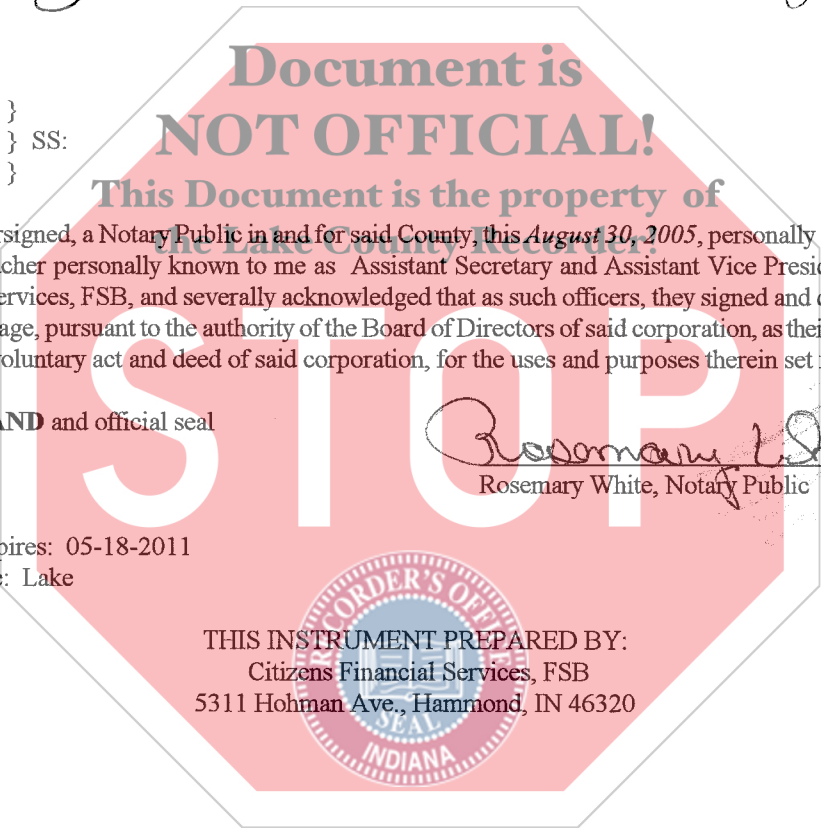 Document is
}
} SS:
NOT OFFICIAL!
}
This Document is the property of
rsigned, a Notary Public in and for said County, this August 30, 2005, personally
the Lake County Recorder!
cher personally known to me as Assistant Secretary and Assistant Vice Presid
ervices, FSB, and severally acknowledged that as such officers, they signed and
age, pursuant to the authority of the Board of Directors of said corporation, as thei
voluntary act and deed of said corporation, for the uses and purposes therein set
STOP
AND and official seal
Rosemary
Rosemary White, Notary Public
pires: 05-18-2011
: Lake
RECORDER'S OFFICE
THIS INSTRUMENT PREPARED BY:
Citizens Financial Services, FSB
5311 Hohman Ave., Hammond, IN 46320
SEAL
INDIANA